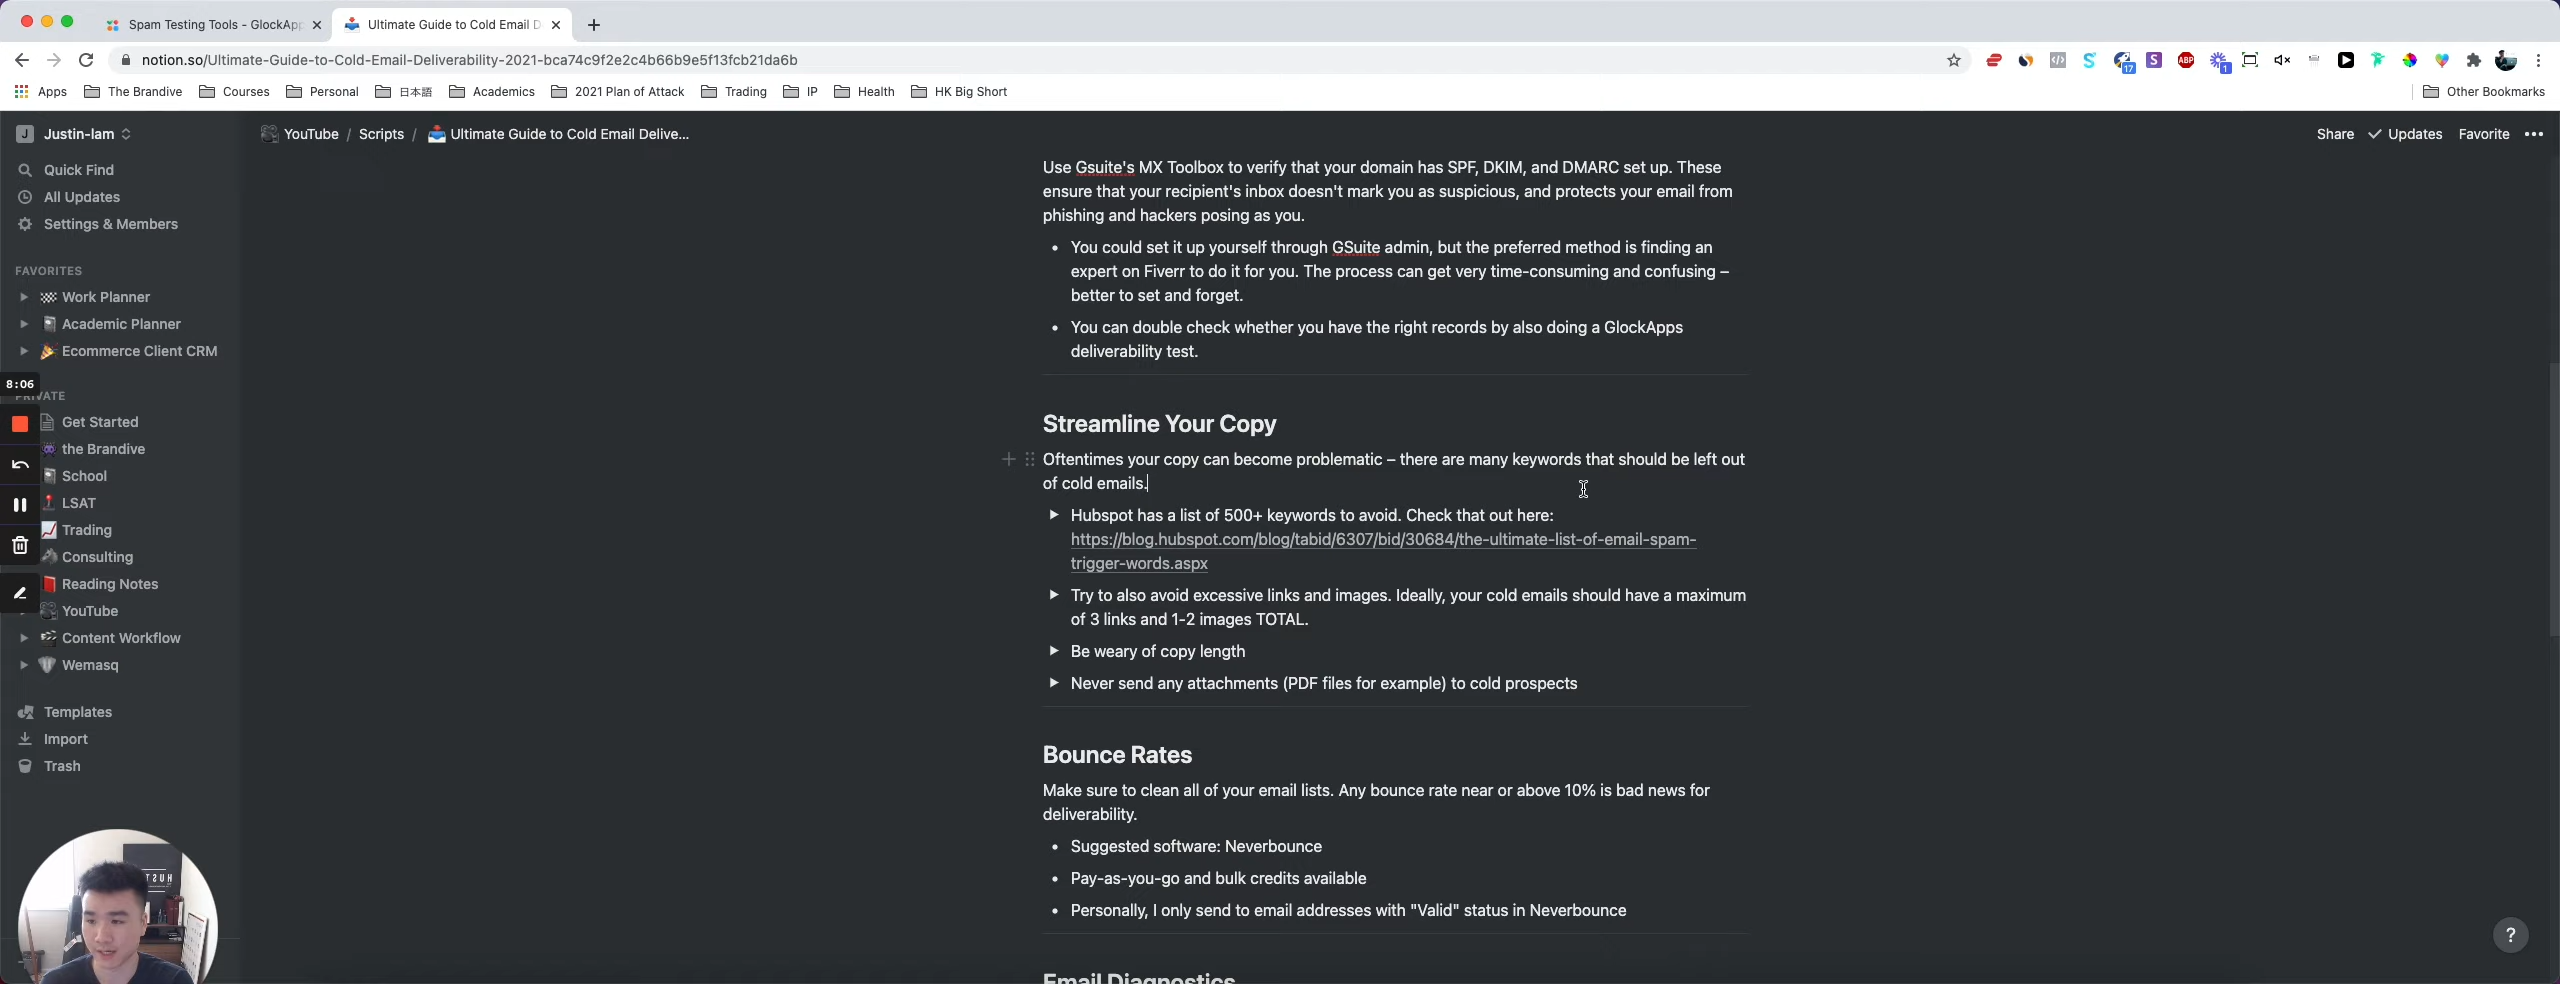 Spam Testing Tools - GlockApp
Ultimate Guide to Cold Email D
notion.so/Ultimate-Guide-to-Cold-Email-Deliverability-2021-bca74c9f2e2c4b66b9e5f13fcb21da6b
17
S
ABP
1
Apps
The Brandive
Courses
Personal
日本語
Academics
2021 Plan of Attack
Trading
IP
Health
HK Big Short
Other Bookmarks
J Justin-lam
YouTube / Scripts / Ultimate Guide to Cold Email Delive...
Share
Updates
Favorite
Quick Find
All Updates
Settings & Members
FAVORITES
Work Planner
Academic Planner
Ecommerce Client CRM
8:06
PRIVATE
Get Started
the Brandive
School
LSAT
Trading
Consulting
Reading Notes
YouTube
Content Workflow
Wemasq
Templates
Import
Trash
Use Gsuite's MX Toolbox to verify that your domain has SPF, DKIM, and DMARC set up. These
ensure that your recipient's inbox doesn't mark you as suspicious, and protects your email from
phishing and hackers posing as you.
• You could set it up yourself through GSuite admin, but the preferred method is finding an
expert on Fiverr to do it for you. The process can get very time-consuming and confusing –
better to set and forget.
• You can double check whether you have the right records by also doing a GlockApps
deliverability test.
Streamline Your Copy
Oftentimes your copy can become problematic – there are many keywords that should be left out
of cold emails.
Hubspot has a list of 500+ keywords to avoid. Check that out here:
https://blog.hubspot.com/blog/tabid/6307/bid/30684/the-ultimate-list-of-email-spam-
trigger-words.aspx
Try to also avoid excessive links and images. Ideally, your cold emails should have a maximum
of 3 links and 1-2 images TOTAL.
Be weary of copy length
Never send any attachments (PDF files for example) to cold prospects
Bounce Rates
Make sure to clean all of your email lists. Any bounce rate near or above 10% is bad news for
deliverability.
• Suggested software: Neverbounce
• Pay-as-you-go and bulk credits available
• Personally, I only send to email addresses with "Valid" status in Neverbounce
Email Diagnostics
?